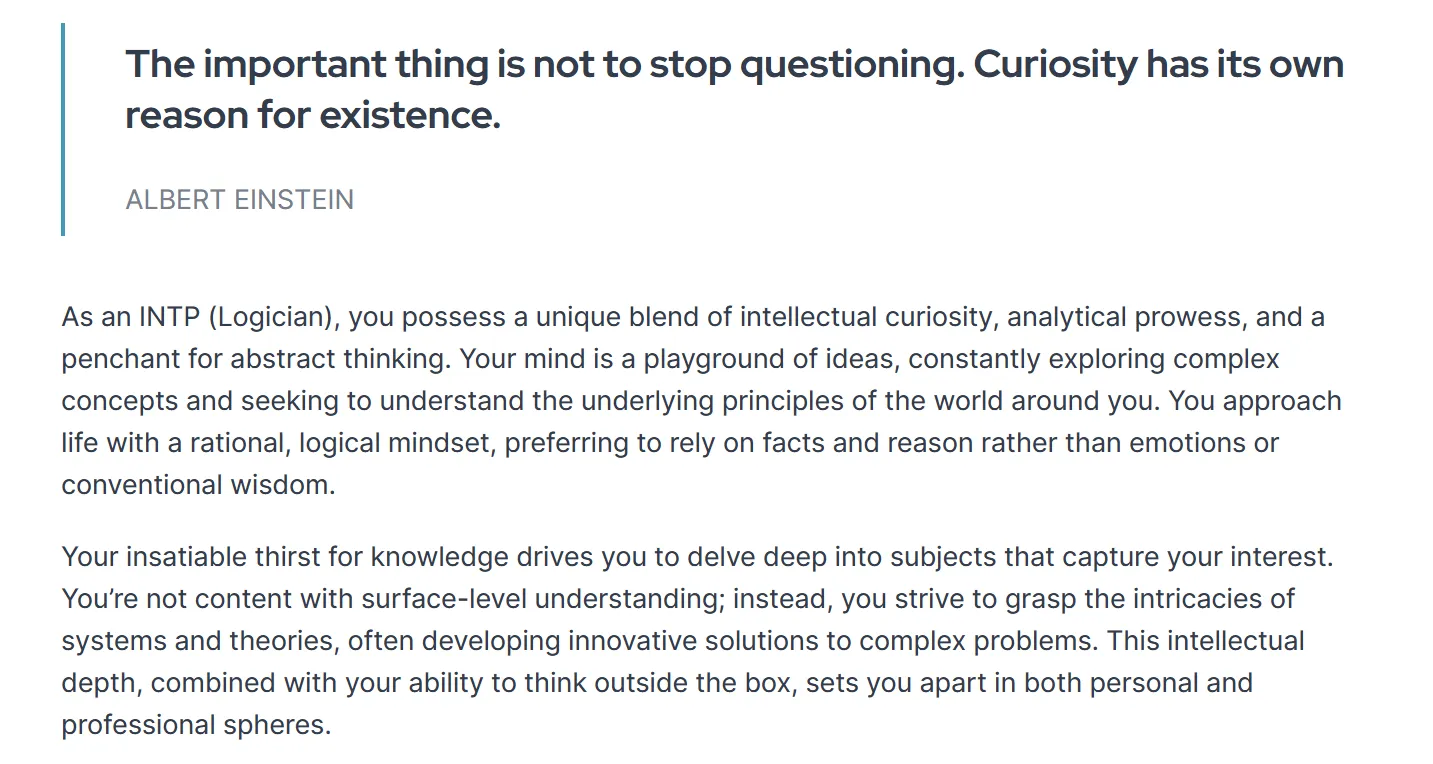 The important thing is not to stop questioning. Curiosity has its own
reason for existence.
ALBERT EINSTEIN
As an INTP (Logician), you possess a unique blend of intellectual curiosity, analytical prowess, and a
penchant for abstract thinking. Your mind is a playground of ideas, constantly exploring complex
concepts and seeking to understand the underlying principles of the world around you. You approach
life with a rational, logical mindset, preferring to rely on facts and reason rather than emotions or
conventional wisdom.
Your insatiable thirst for knowledge drives you to delve deep into subjects that capture your interest.
You’re not content with surface-level understanding; instead, you strive to grasp the intricacies of
systems and theories, often developing innovative solutions to complex problems. This intellectual
depth, combined with your ability to think outside the box, sets you apart in both personal and
professional spheres.